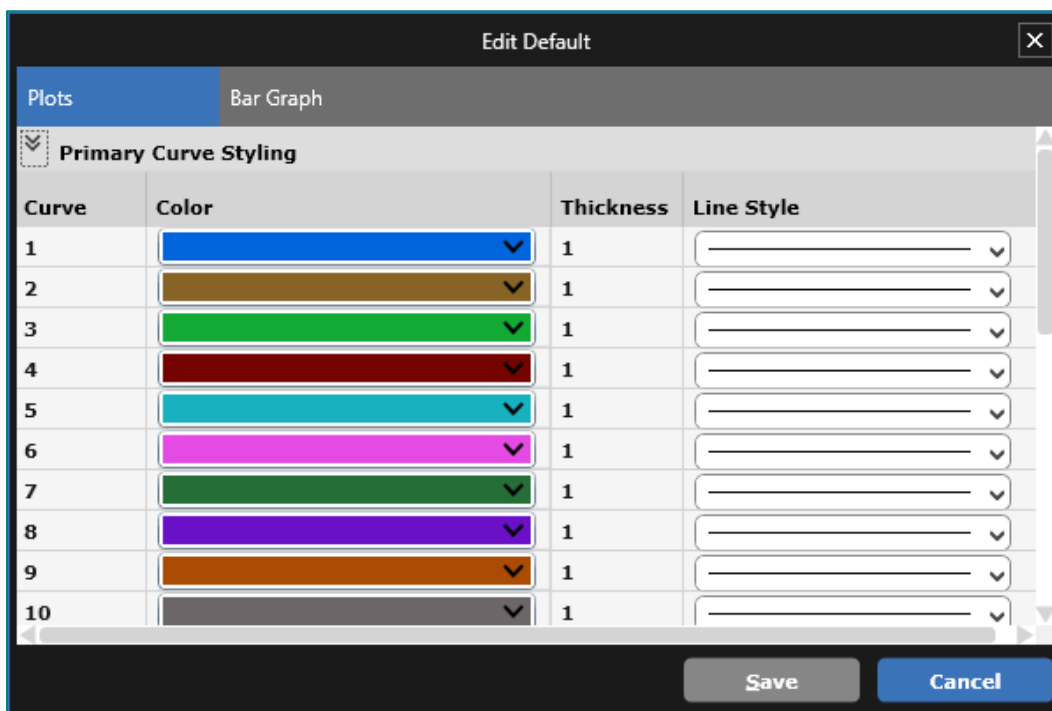 Edit Default
Plots Bar Graph
Primary Curve Styling
Curve Color Thickness Line Style
1 1
2 1
3 1
4 1
5 1
6 1
7 1
8 1
9 1
10 1
Save Cancel